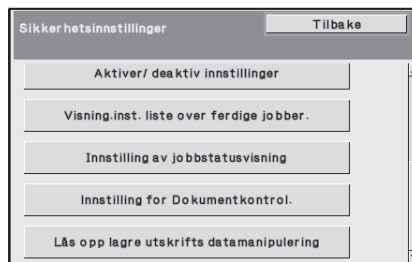 Sikkerhetsinnstillinger
Tilbake
Aktiver/ deaktiv innstillinger
Visning.inst. liste over ferdige jobber.
Innstilling av jobbstatusvisning
Innstilling for Dokumentkontrol.
Lås opp lagre utskrifts datamanipulering